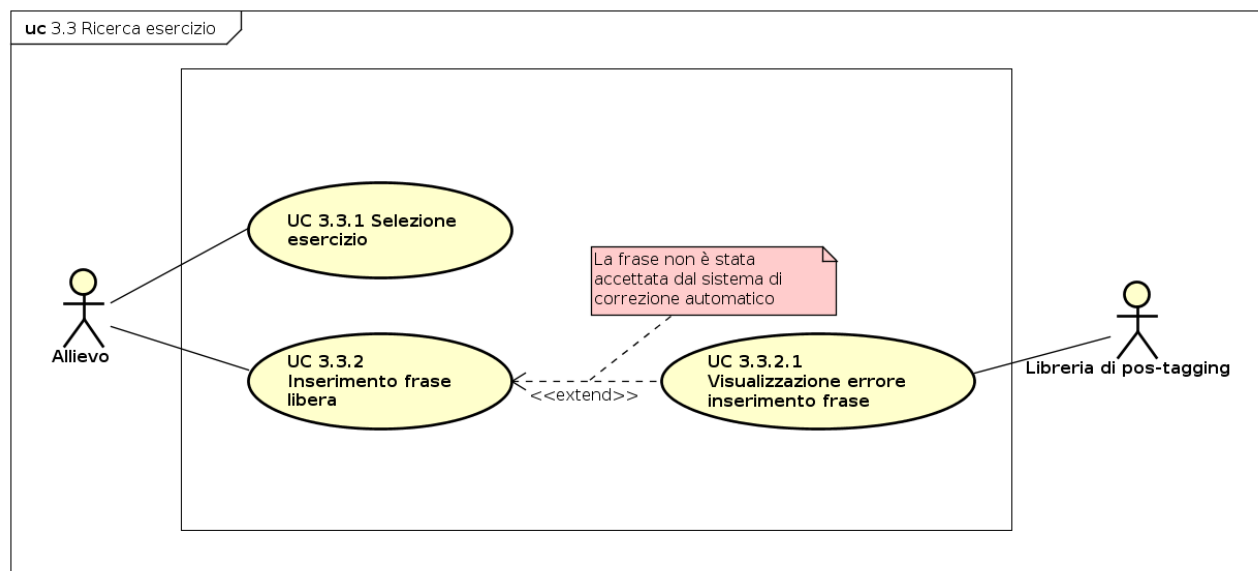 uc 3.3 Ricerca esercizio
UC 3.3.1 Selezione
esercizio
La frase non è stata
accettata dal sistema di
correzione automatico
Allievo
UC 3.3.2
Inserimento frase
libera
<<extend>>
UC 3.3.2.1
Visualizzazione errore
inserimento frase
Libreria di pos-tagging